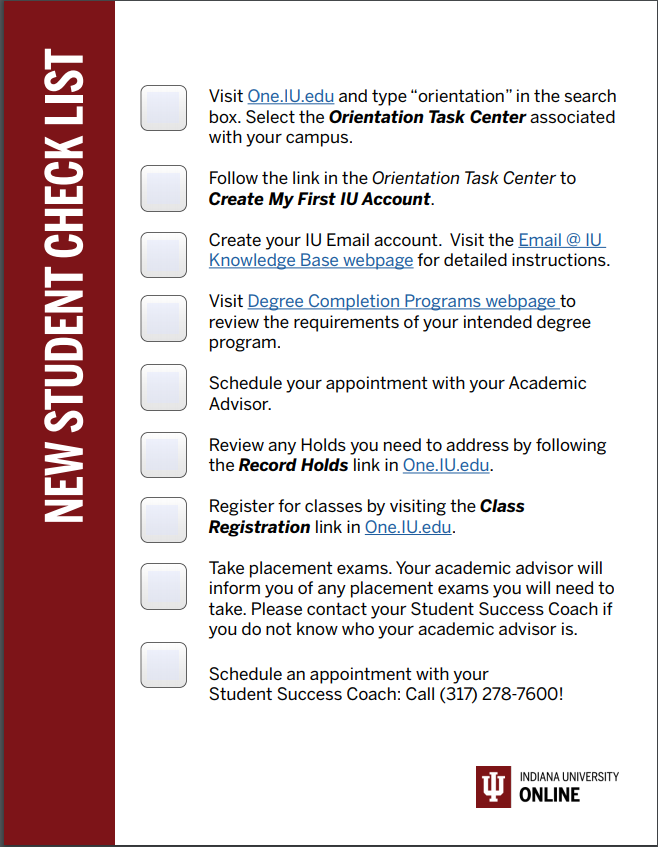 NEW STUDENT CHECK LIST
Visit One.IU.edu and type “orientation” in the search
box. Select the Orientation Task Center associated
with your campus.
Follow the link in the Orientation Task Center to
Create My First IU Account.
Create your IU Email account.  Visit the Email @ IU
Knowledge Base webpage for detailed instructions.
Visit Degree Completion Programs webpage to
review the requirements of your intended degree
program.
Schedule your appointment with your Academic
Advisor.
Review any Holds you need to address by following
the Record Holds link in One.IU.edu.
Register for classes by visiting the Class
Registration link in One.IU.edu.
Take placement exams. Your academic advisor will
inform you of any placement exams you will need to
take. Please contact your Student Success Coach if
you do not know who your academic advisor is.
Schedule an appointment with your
Student Success Coach: Call (317) 278-7600!
INDIANA UNIVERSITY
ONLINE